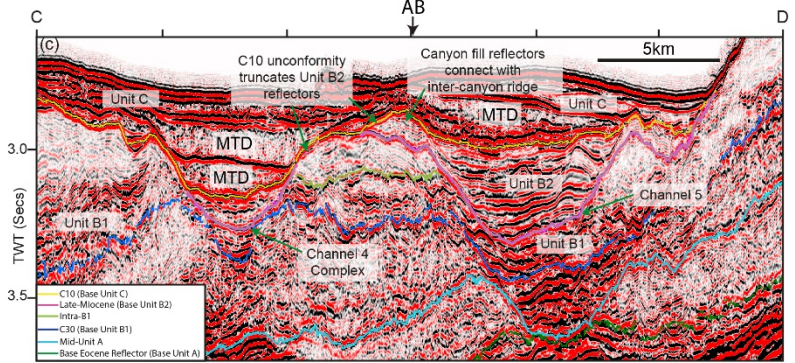 AB
C
D
(c)
5km
C10 unconformity
truncates Unit B2
reflectors
Canyon fill reflectors
connect with
inter-canyon ridge
Unit C
Unit C
MTD
MTD
MTD
3.0
Unit B2
Channel 5
Unit B1
Unit B1
Channel 4
Complex
TWT (Secs)
3.5
C10 (Base Unit C)
Late-Miocene (Base Unit B2)
Intra-B1
C30 (Base Unit B1)
Mid-Unit A
Base Eocene Reflector (Base Unit A)